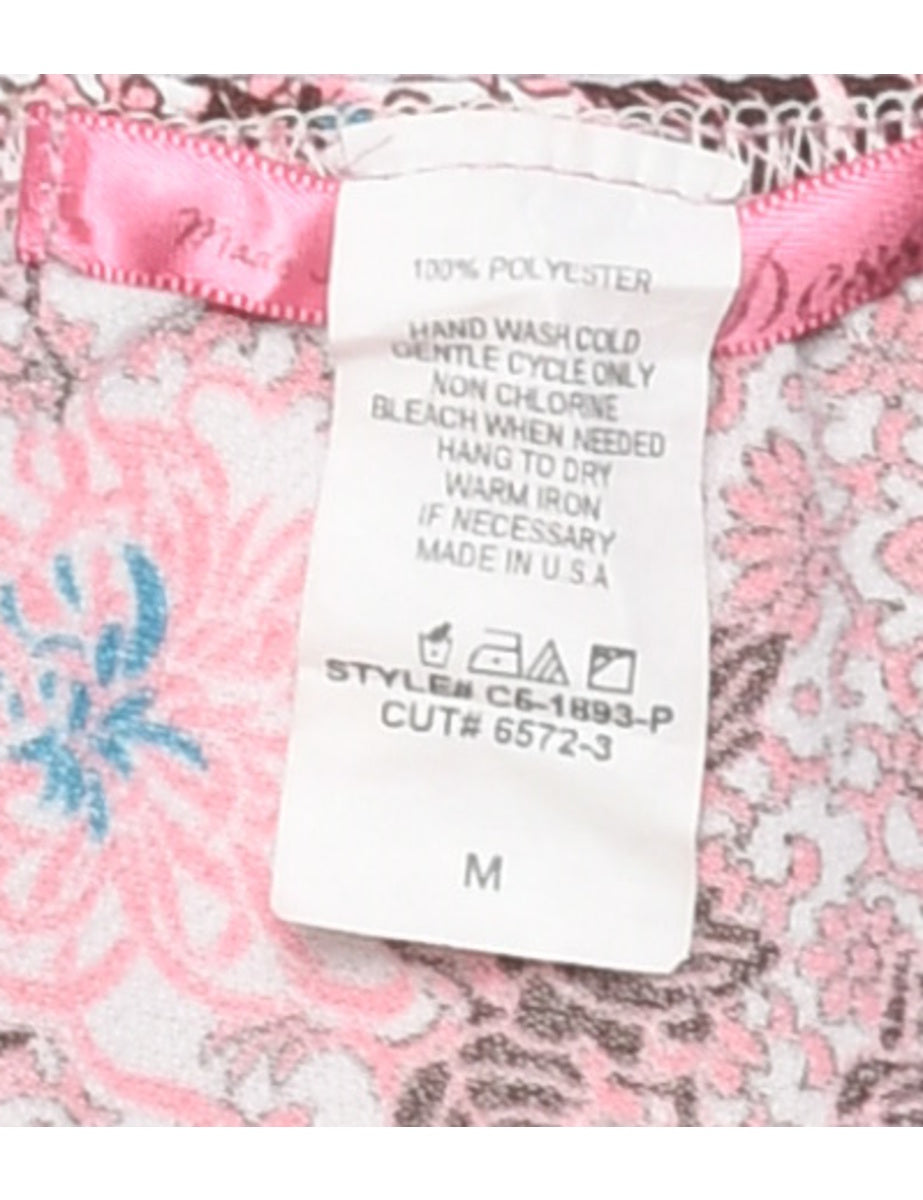 100% POLYESTER
HAND WASH COLD
GENTLE CYCLE ONLY
NON CHLORINE
BLEACH WHEN NEEDED
HANG TO DRY
WARM IRON
IF NECESSARY
MADE IN U.S.A
STYLE# C6-1893-P
CUT# 6572-3
M